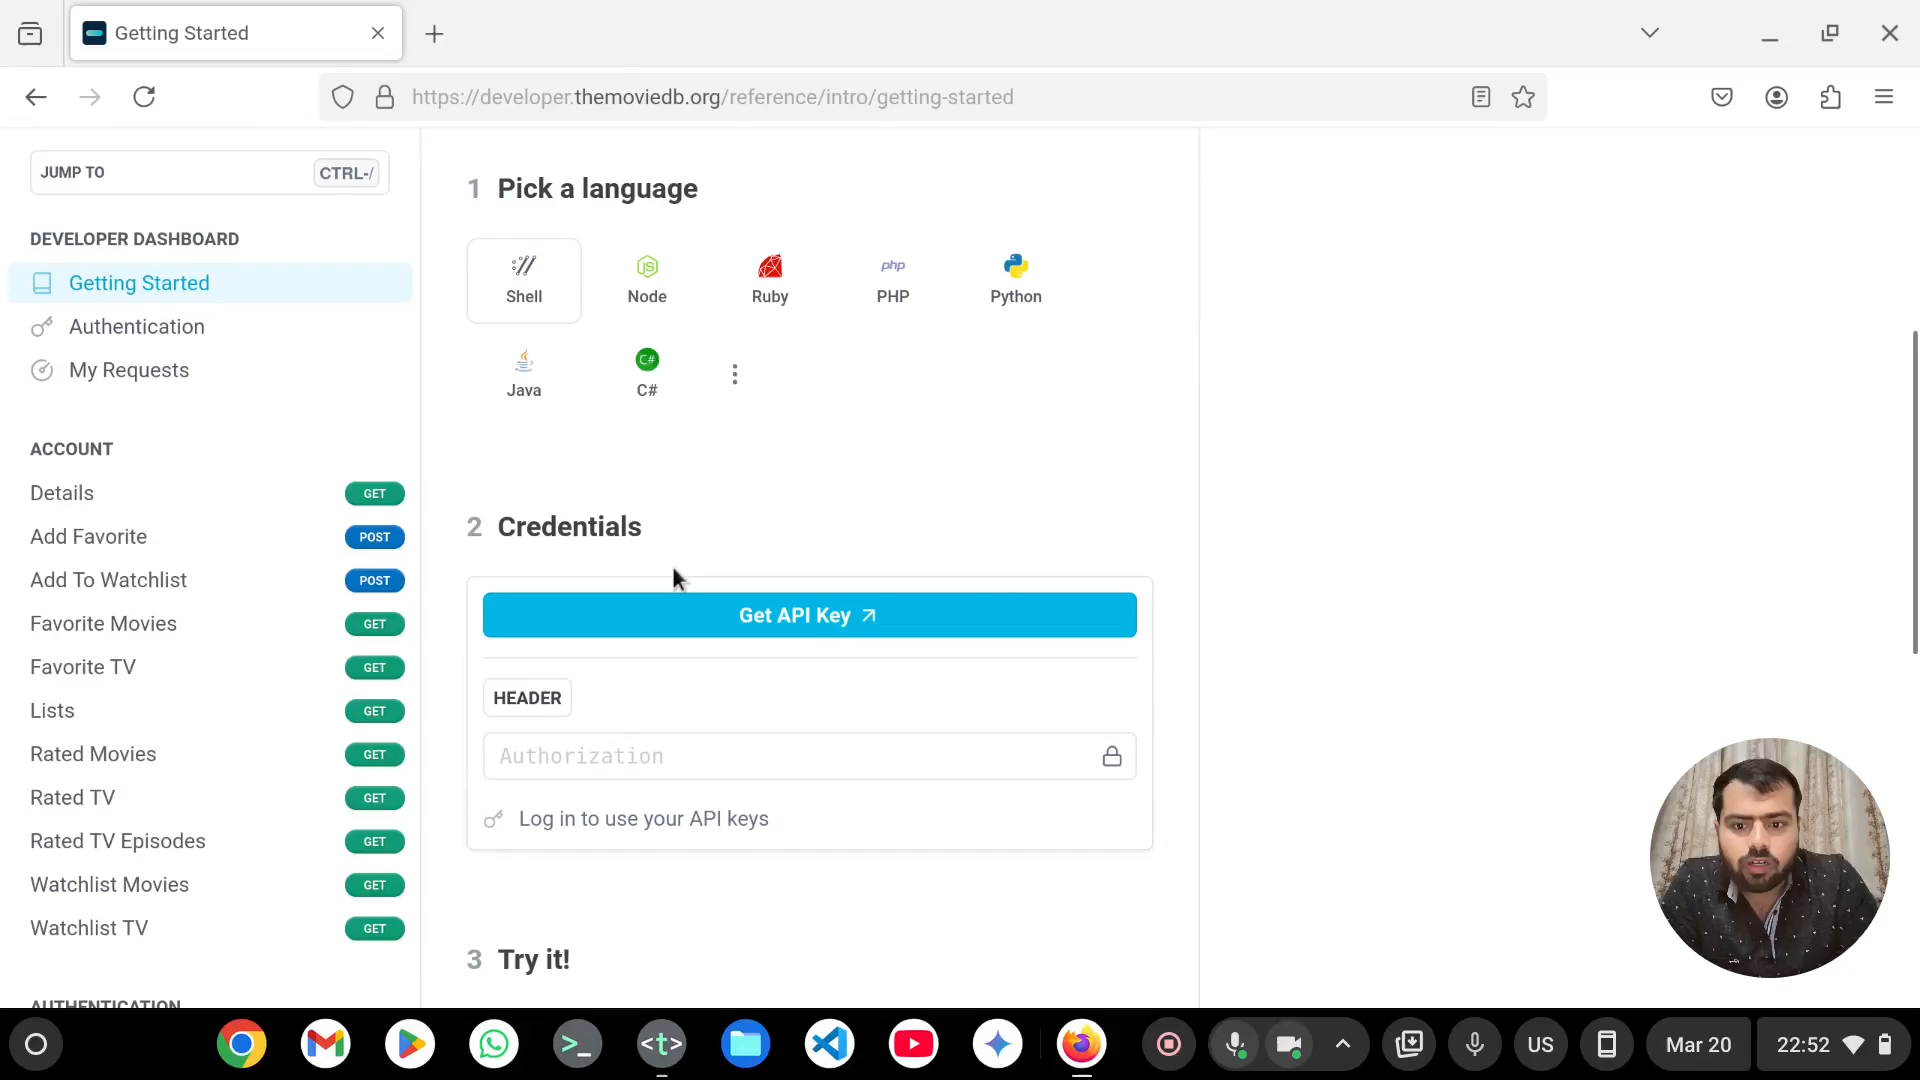 Getting Started
https://developer.themoviedb.org/reference/intro/getting-started
JUMP TO
CTRL-/
DEVELOPER DASHBOARD
Getting Started
Authentication
My Requests
ACCOUNT
Details GET
Add Favorite POST
Add To Watchlist POST
Favorite Movies GET
Favorite TV GET
Lists GET
Rated Movies GET
Rated TV GET
Rated TV Episodes GET
Watchlist Movies GET
Watchlist TV GET
AUTHENTICATION
1 Pick a language
Shell
JS
Node
Ruby
php
PHP
Python
Java
C#
C#
2 Credentials
Get API Key
HEADER
Authorization
Log in to use your API keys
3 Try it!
>_
<t>
US
Mar 20
22:52